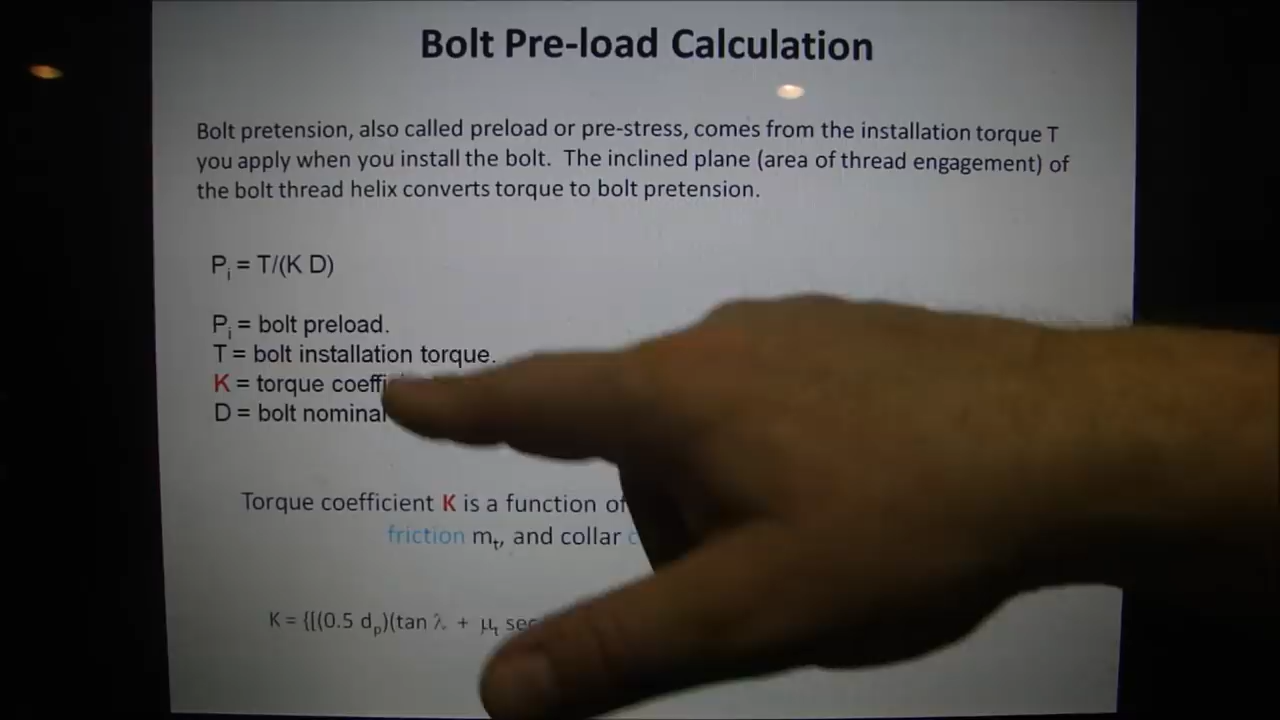 Bolt Pre-load Calculation
Bolt pretension, also called preload or pre-stress, comes from the installation torque T
you apply when you install the bolt. The inclined plane (area of thread engagement) of
the bolt thread helix converts torque to bolt pretension.
Pi = T/(K D)
Pi = bolt preload.
T = bolt installation torque.
K = torque
D = bolt nominal
Torque coefficient K is a function of
friction mt, and collar
K = {[(0.5 dp)(tan λ + μt sec